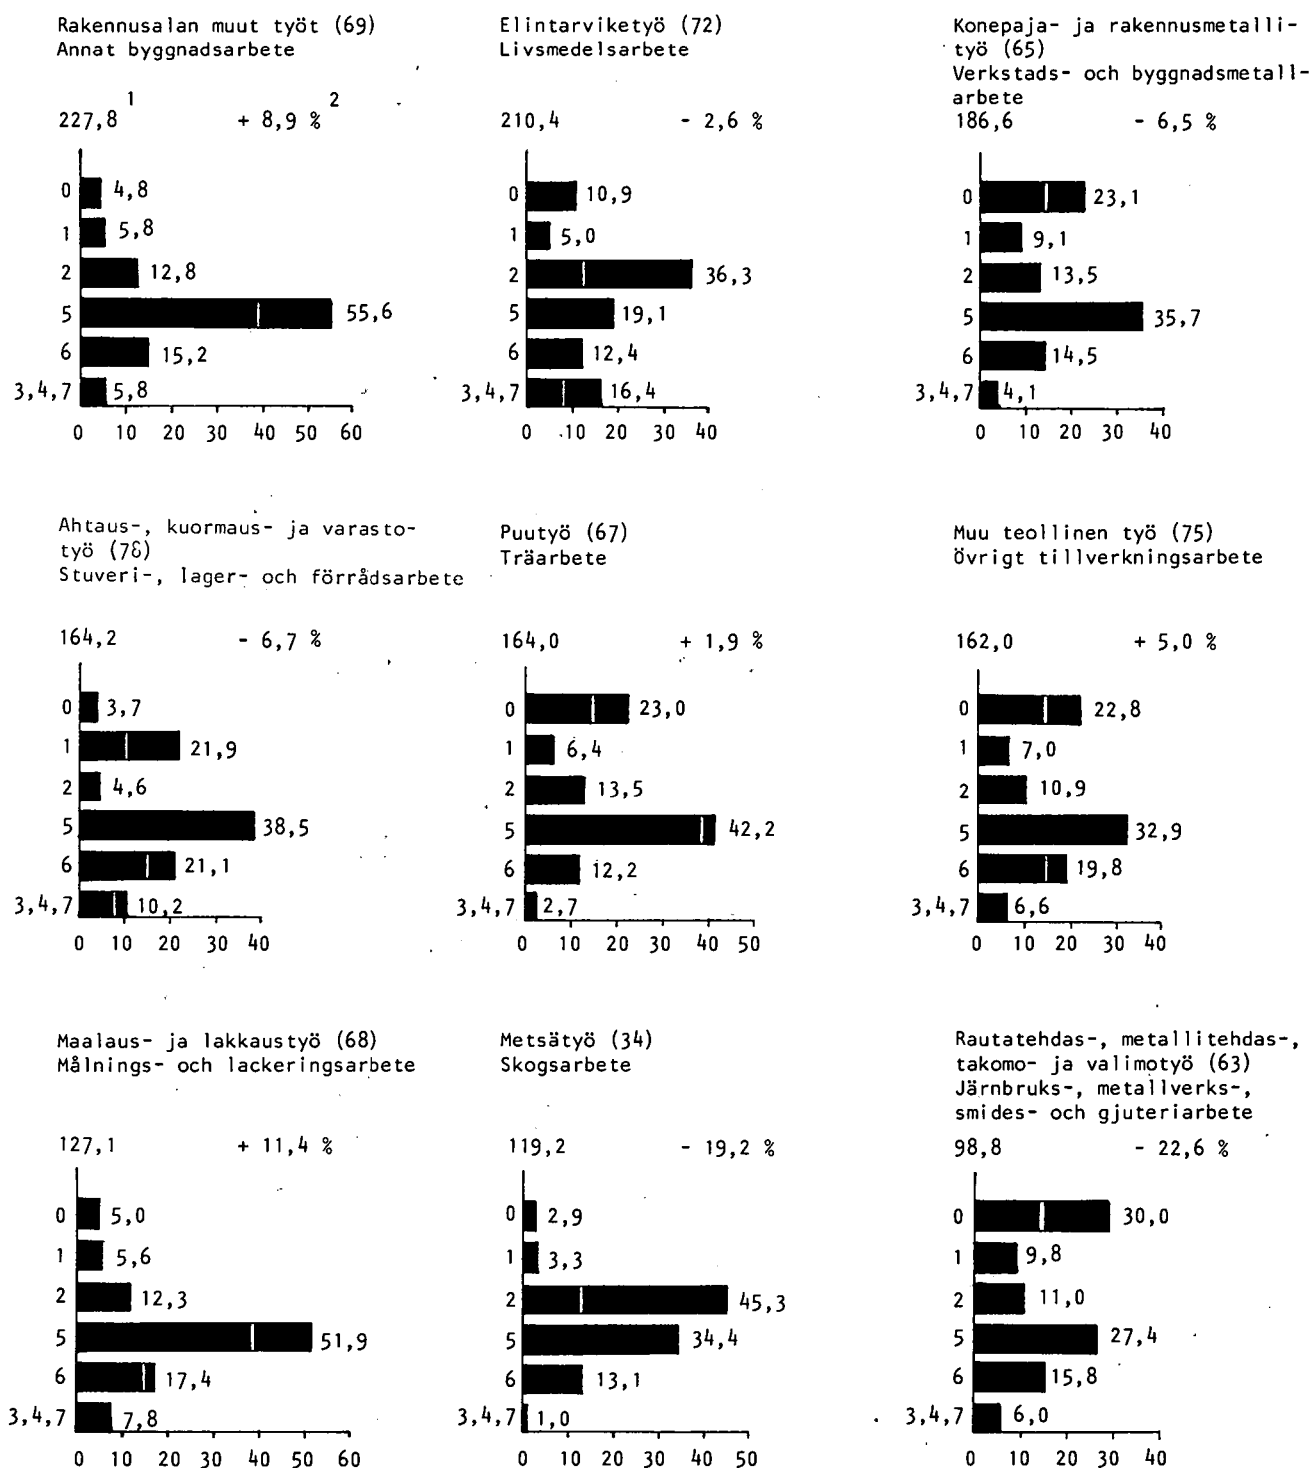 Rakennusalan muut työt (69)
Annat byggnadsarbete
1 2
227,8 + 8,9 %
0 4,8
1 5,8
2 12,8
5 55,6
6 15,2
3,4,7 5,8
0 10 20 30 40 50 60
Elintarviketyö (72)
Livsmedelsarbete
210,4 - 2,6 %
0 10,9
1 5,0
2 36,3
5 19,1
6 12,4
3,4,7 16,4
0 10 20 30 40
Konepaja- ja rakennusmetalli-
työ (65)
Verkstads- och byggnadsmetall-
arbete
186,6 - 6,5 %
0 23,1
1 9,1
2 13,5
5 35,7
6 14,5
3,4,7 4,1
0 10 20 30 40
Ahtaus-, kuormaus- ja varasto-
työ (78)
Stuveri-, lager- och förrådsarbete
164,2 - 6,7 %
0 3,7
1 21,9
2 4,6
5 38,5
6 21,1
3,4,7 10,2
0 10 20 30 40
Puutyö (67)
Träarbete
164,0 + 1,9 %
0 23,0
1 6,4
2 13,5
5 42,2
6 12,2
3,4,7 2,7
0 10 20 30 40 50
Muu teollinen työ (75)
Övrigt tillverkningsarbete
162,0 + 5,0 %
0 22,8
1 7,0
2 10,9
5 32,9
6 19,8
3,4,7 6,6
0 10 20 30 40
Maalaus- ja lakkaustyö (68)
Målnings- och lackeringsarbete
127,1 + 11,4 %
0 5,0
1 5,6
2 12,3
5 51,9
6 17,4
3,4,7 7,8
0 10 20 30 40 50 60
Metsätyö (34)
Skogsarbete
119,2 - 19,2 %
0 2,9
1 3,3
2 45,3
5 34,4
6 13,1
3,4,7 1,0
0 10 20 30 40 50
Rautatehdas-, metallitehdas-,
takomo- ja valimotyö (63)
Järnbruks-, metallverks-,
smides- och gjuteriarbete
98,8 - 22,6 %
0 30,0
1 9,8
2 11,0
5 27,4
6 15,8
3,4,7 6,0
0 10 20 30 40